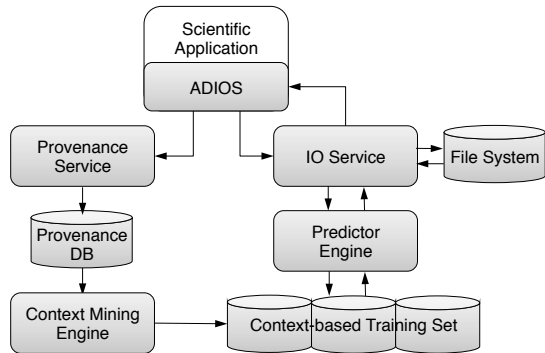 Scientific
Application
ADIOS
Provenance
Service
IO Service
File System
Provenance
DB
Predictor
Engine
Context Mining
Engine
Context-based Training Set